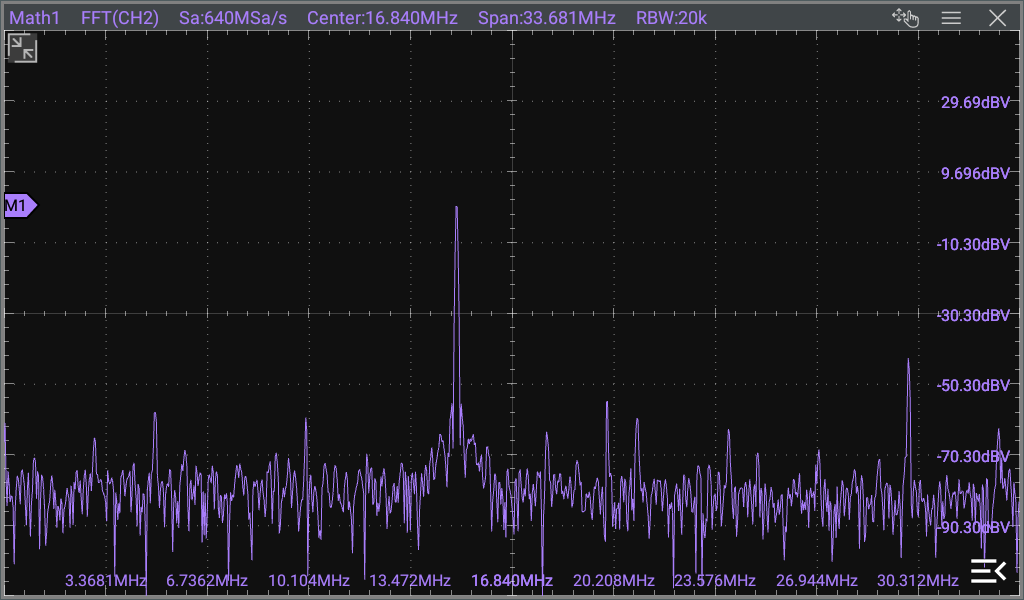 Math1 FFT(CH2) Sa:640MSa/s Center:16.840MHz Span:33.681MHz RBW:20k
29.69dBV
9.696dBV
M1
-10.30dBV
-30.30dBV
-50.30dBV
-70.30dBV
-90.30dBV
3.3681MHz 6.7362MHz 10.104MHz 13.472MHz 16.840MHz 20.208MHz 23.576MHz 26.944MHz 30.312MHz